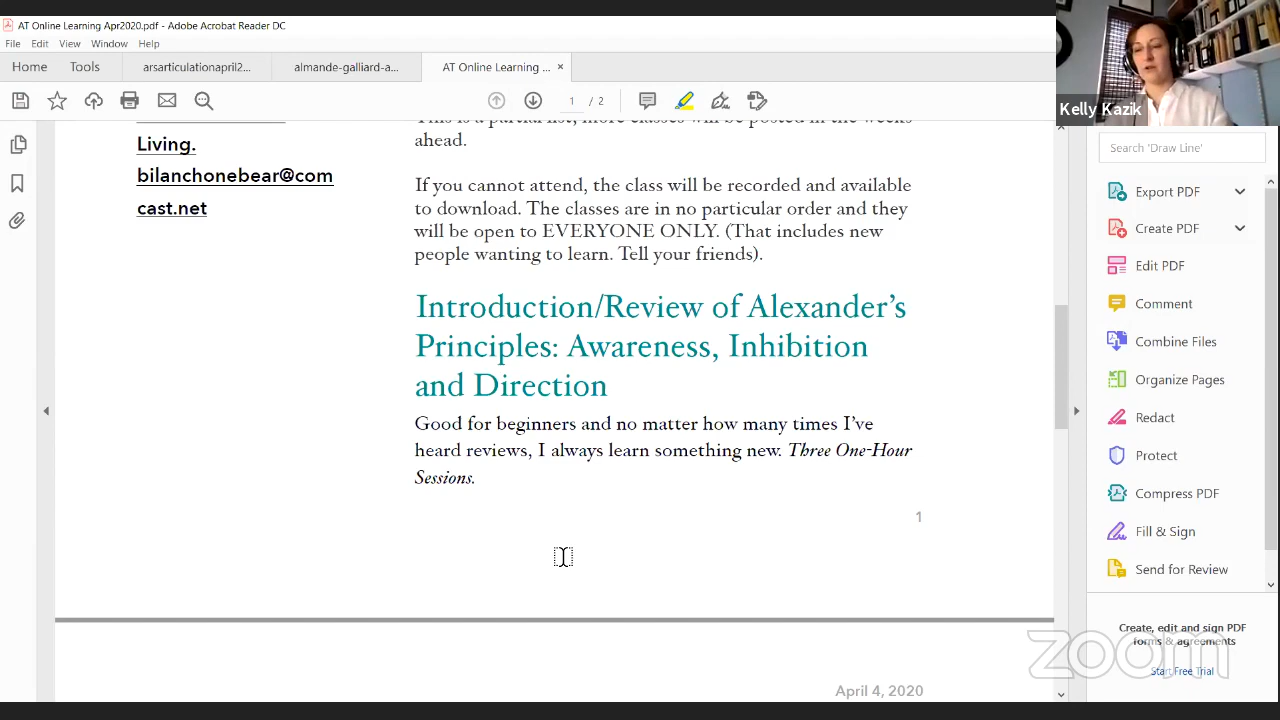 AT Online Learning Apr2020.pdf - Adobe Acrobat Reader DC
File Edit View Window Help
Home Tools arsarticulationapril2... almande-galliard-a... AT Online Learning ... ×
1 / 2
Kelly Kazik
Search 'Draw Line'
Export PDF
Create PDF
Edit PDF
Comment
Combine Files
Organize Pages
Redact
Protect
Compress PDF
Fill & Sign
Send for Review
Create, edit and sign PDF
forms & agreements
Start Free Trial
Living.
bilanchonebear@com
cast.net
This is a partial list, more classes will be posted in the weeks
ahead.
If you cannot attend, the class will be recorded and available
to download. The classes are in no particular order and they
will be open to EVERYONE ONLY. (That includes new
people wanting to learn. Tell your friends).
Introduction/Review of Alexander’s
Principles: Awareness, Inhibition
and Direction
Good for beginners and no matter how many times I’ve
heard reviews, I always learn something new. Three One-Hour
Sessions.
1
April 4, 2020
zoom